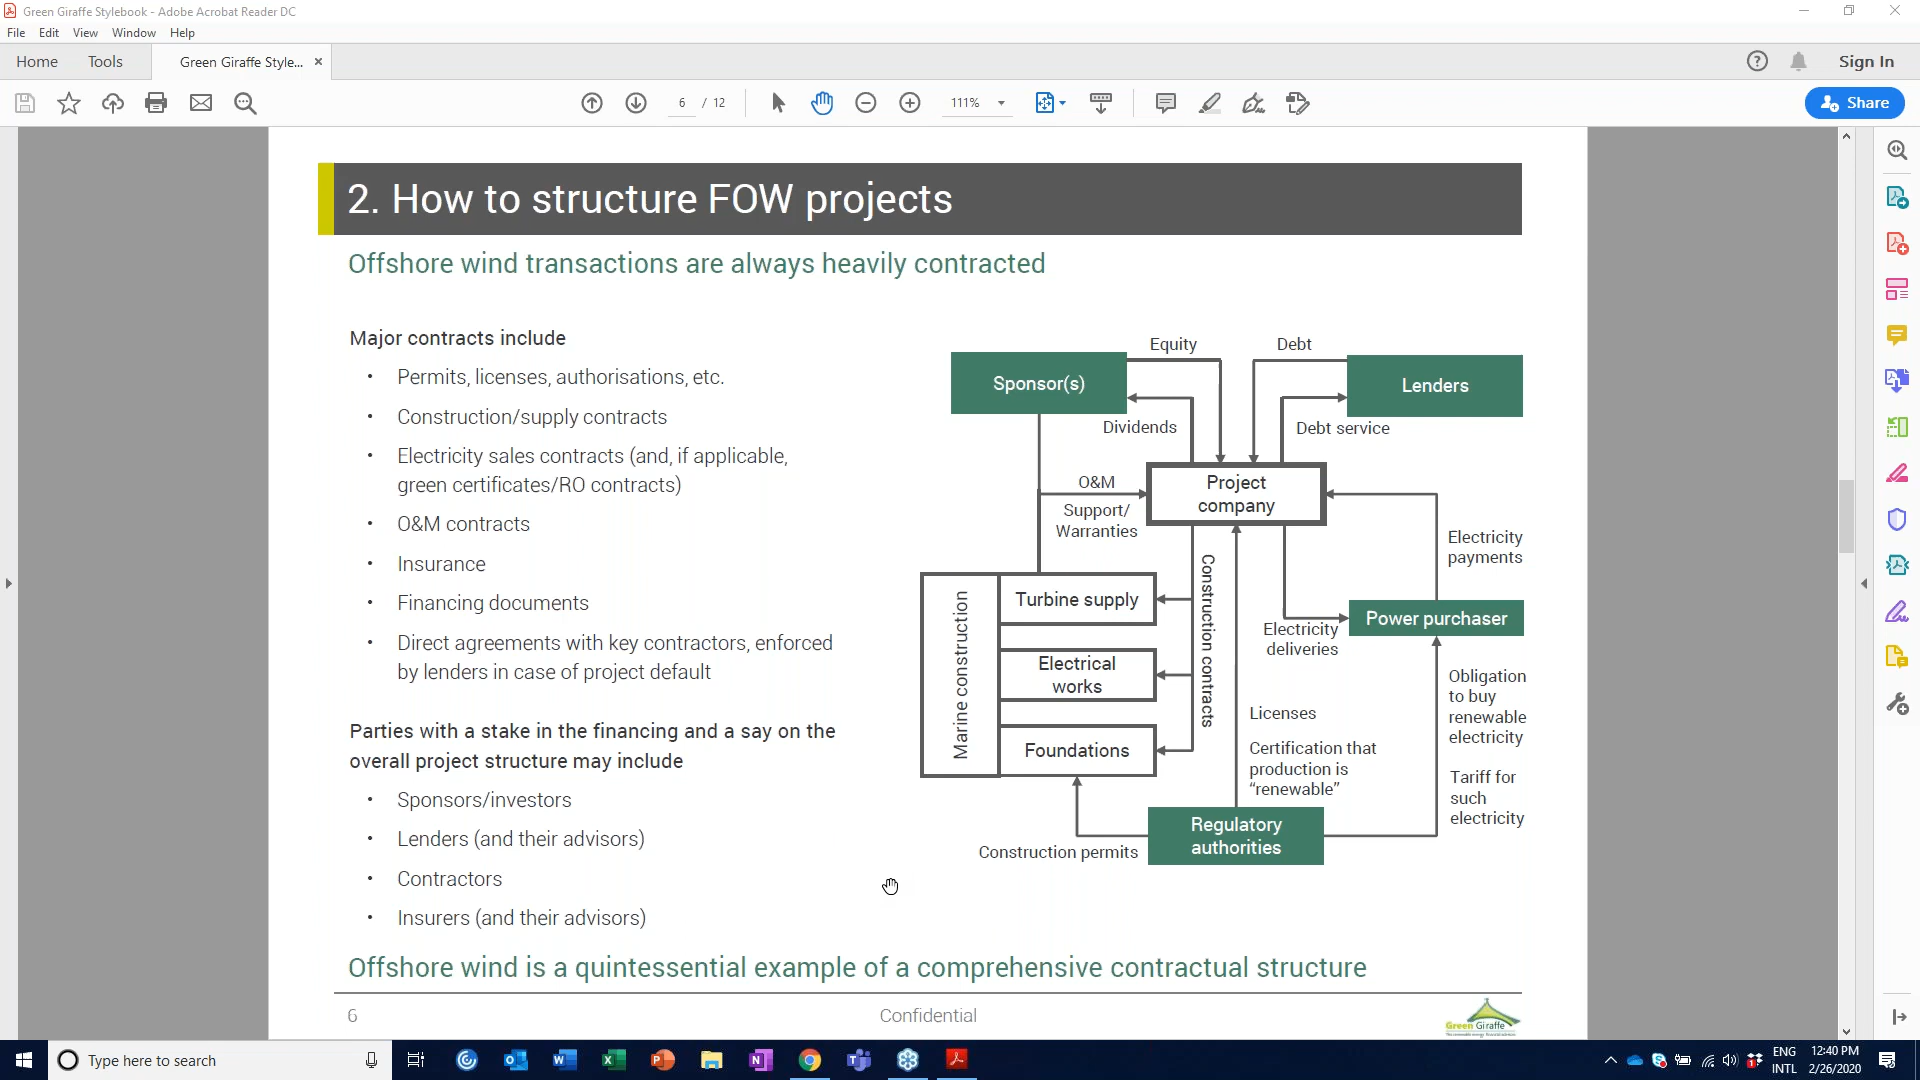 Green Giraffe Stylebook - Adobe Acrobat Reader DC
File Edit View Window Help
Home Tools Green Giraffe Style... × Sign In
6 / 12 111% Share
2. How to structure FOW projects
Offshore wind transactions are always heavily contracted
Major contracts include
• Permits, licenses, authorisations, etc.
• Construction/supply contracts
• Electricity sales contracts (and, if applicable,
green certificates/RO contracts)
• O&M contracts
• Insurance
• Financing documents
• Direct agreements with key contractors, enforced
by lenders in case of project default
Parties with a stake in the financing and a say on the
overall project structure may include
• Sponsors/investors
• Lenders (and their advisors)
• Contractors
• Insurers (and their advisors)
Equity
Debt
Sponsor(s)
Lenders
Dividends
Debt service
O&M
Support/
Warranties
Project
company
Electricity
payments
Marine construction
Turbine supply
Electrical
works
Foundations
Construction contracts
Electricity
deliveries
Power purchaser
Licenses
Certification that
production is
“renewable”
Obligation
to buy
renewable
electricity
Tariff for
such
electricity
Construction permits
Regulatory
authorities
Offshore wind is a quintessential example of a comprehensive contractual structure
6 Confidential
Green Giraffe
Type here to search
ENG
INTL
12:40 PM
2/26/2020